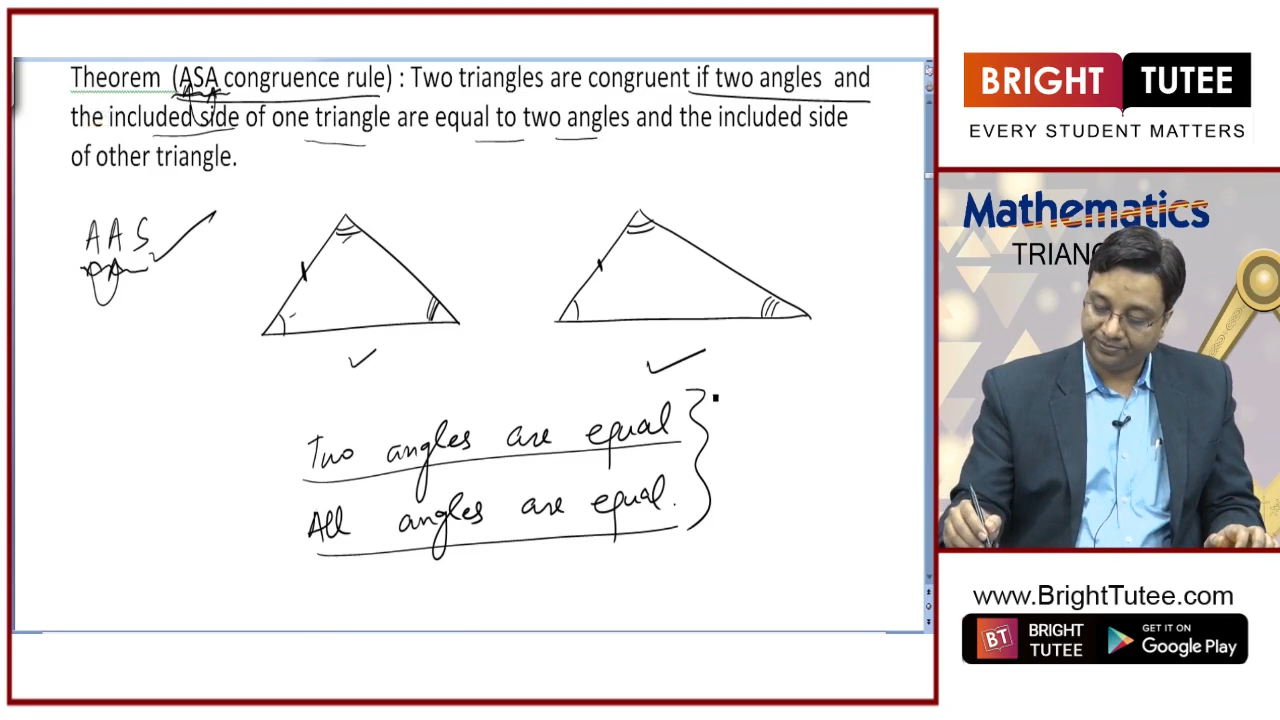 Theorem (ASA congruence rule) : Two triangles are congruent if two angles and
the included side of one triangle are equal to two angles and the included side
of other triangle.
AAS
Two angles are equal
All angles are equal.
BRIGHT TUTEE
EVERY STUDENT MATTERS
Mathematics
www.BrightTutee.com
BT
BRIGHT
TUTEE
GET IT ON
Google Play